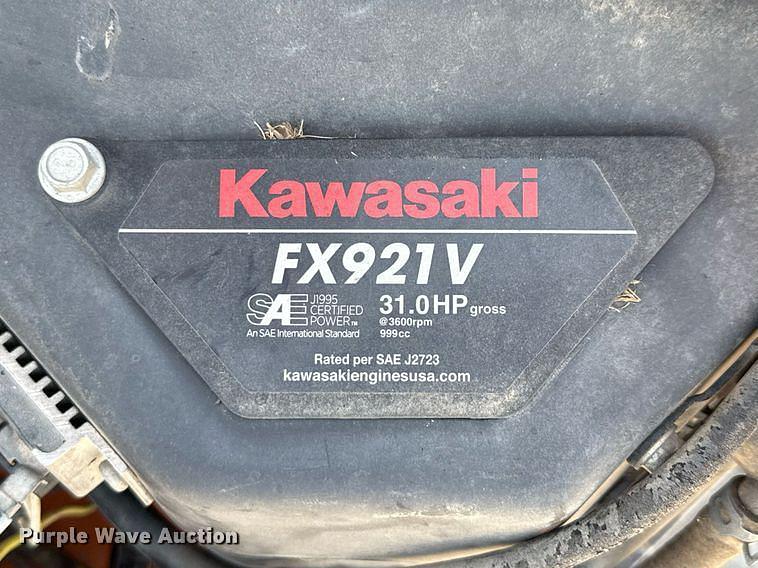 Kawasaki
FX921V
SAE J1995 CERTIFIED POWER™
An SAE International Standard
31.0HP gross
@3600rpm
999cc
Rated per SAE J2723
kawasakienginesusa.com
Purple Wave Auction®